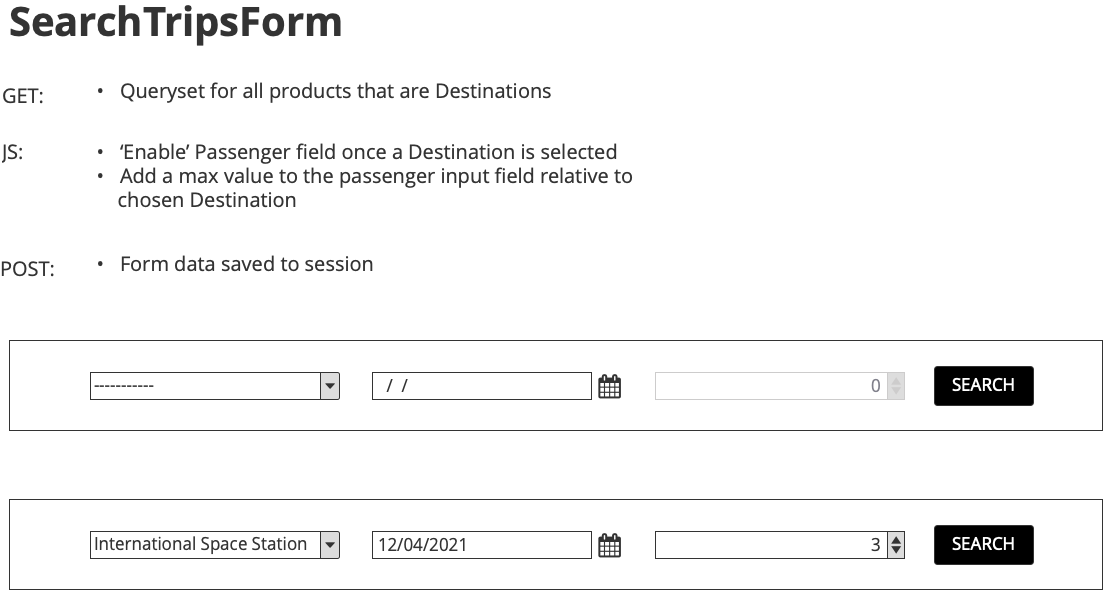 SearchTripsForm
GET: • Queryset for all products that are Destinations
JS: • ‘Enable’ Passenger field once a Destination is selected
• Add a max value to the passenger input field relative to
chosen Destination
POST: • Form data saved to session
----------- / / 0 SEARCH
International Space Station 12/04/2021 3 SEARCH